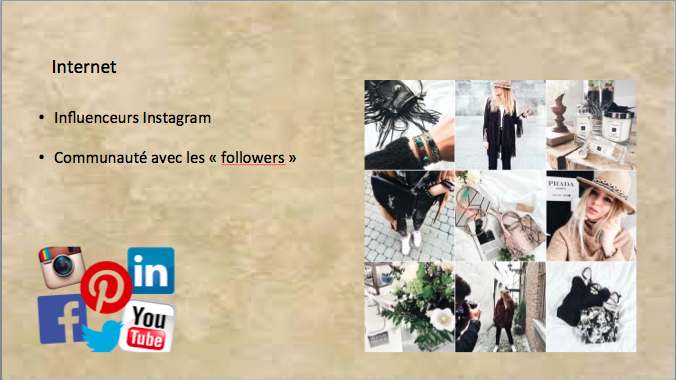 Internet
• Influenceurs Instagram
• Communauté avec les « followers »
PRADA
in
f
You
Tube